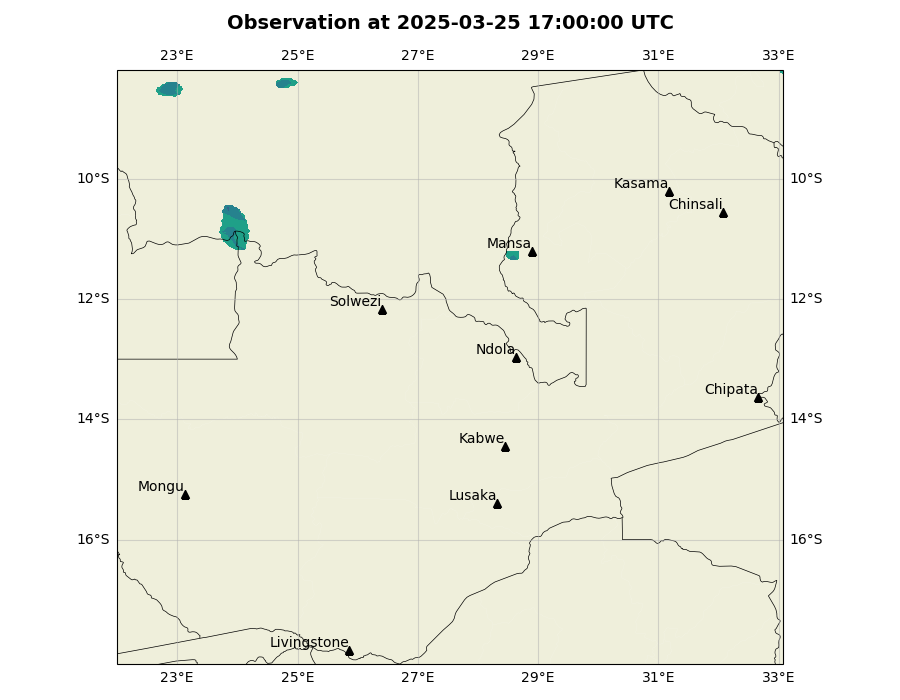 Observation at 2025-03-25 17:00:00 UTC
23°E 25°E 27°E 29°E 31°E 33°E
10°S 10°S
Kasama
Chinsali
Mansa
12°S 12°S
Solwezi
Ndola
Chipata
14°S 14°S
Kabwe
Mongu
Lusaka
16°S 16°S
Livingstone
23°E 25°E 27°E 29°E 31°E 33°E